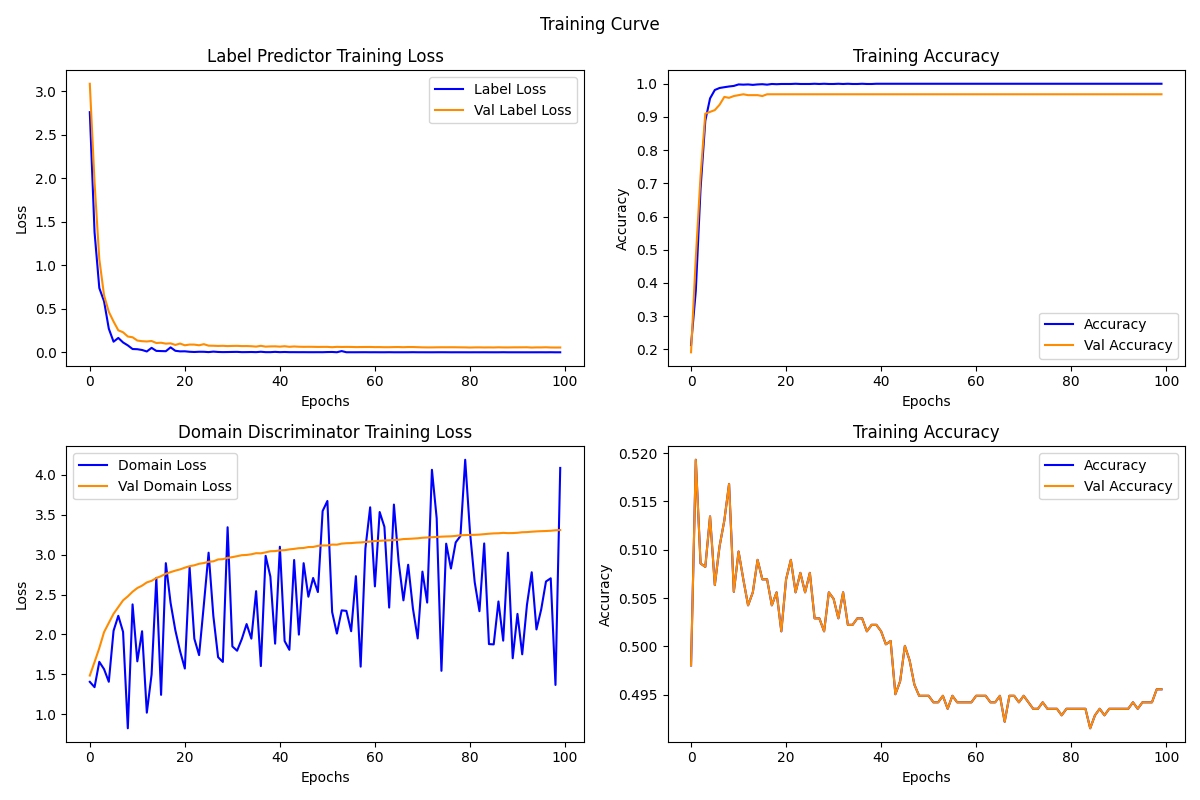 Training Curve
Label Predictor Training Loss
Loss
3.0
2.5
2.0
1.5
1.0
0.5
0.0
Label Loss
Val Label Loss
0 20 40 60 80 100
Epochs
Training Accuracy
Accuracy
1.0
0.9
0.8
0.7
0.6
0.5
0.4
0.3
0.2
Accuracy
Val Accuracy
0 20 40 60 80 100
Epochs
Domain Discriminator Training Loss
Loss
4.0
3.5
3.0
2.5
2.0
1.5
1.0
Domain Loss
Val Domain Loss
0 20 40 60 80 100
Epochs
Training Accuracy
Accuracy
0.520
0.515
0.510
0.505
0.500
0.495
Accuracy
Val Accuracy
0 20 40 60 80 100
Epochs